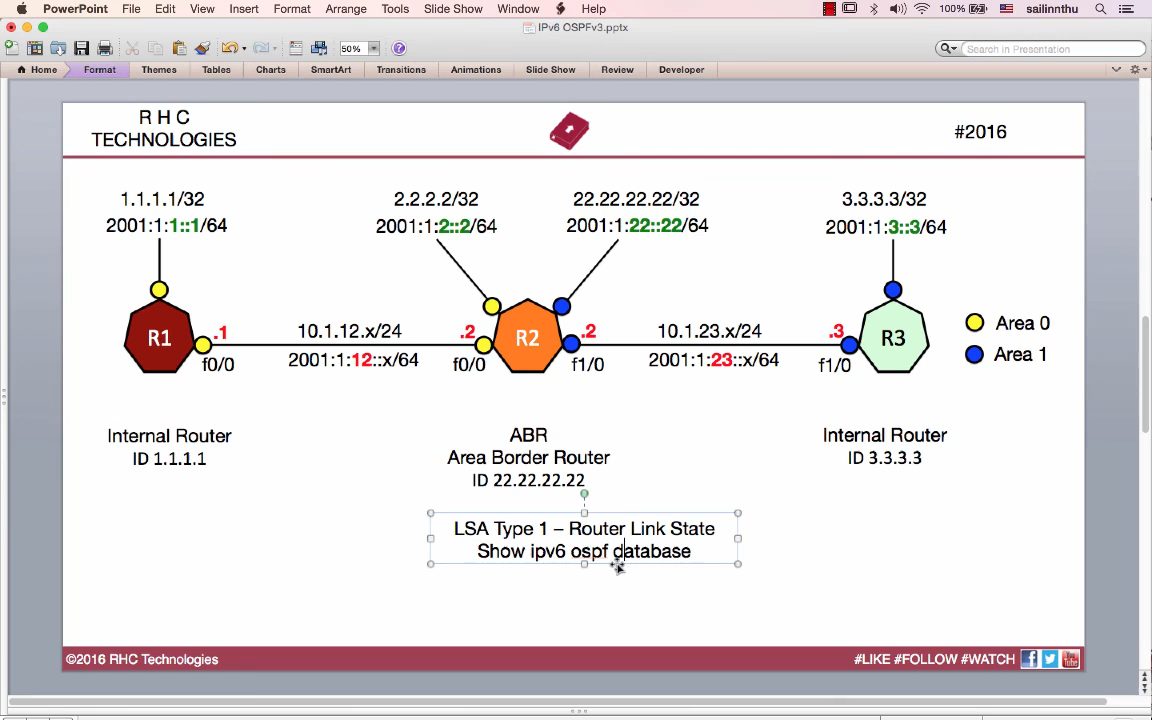 PowerPoint File Edit View Insert Format Arrange Tools Slide Show Window Help 100% sailinnthu
IPv6 OSPFv3.pptx
50% Search in Presentation
Home Format Themes Tables Charts SmartArt Transitions Animations Slide Show Review Developer
R H C
TECHNOLOGIES
#2016
1.1.1.1/32
2001:1:1::1/64
2.2.2.2/32
2001:1:2::2/64
22.22.22.22/32
2001:1:22::22/64
3.3.3.3/32
2001:1:3::3/64
R1 .1 10.1.12.x/24 .2 R2 .2 10.1.23.x/24 .3 R3
f0/0 2001:1:12::x/64 f0/0 f1/0 2001:1:23::x/64 f1/0
Area 0
Area 1
Internal Router
ID 1.1.1.1
ABR
Area Border Router
ID 22.22.22.22
Internal Router
ID 3.3.3.3
LSA Type 1 – Router Link State
Show ipv6 ospf database
©2016 RHC Technologies
#LIKE #FOLLOW #WATCH
You
Tube